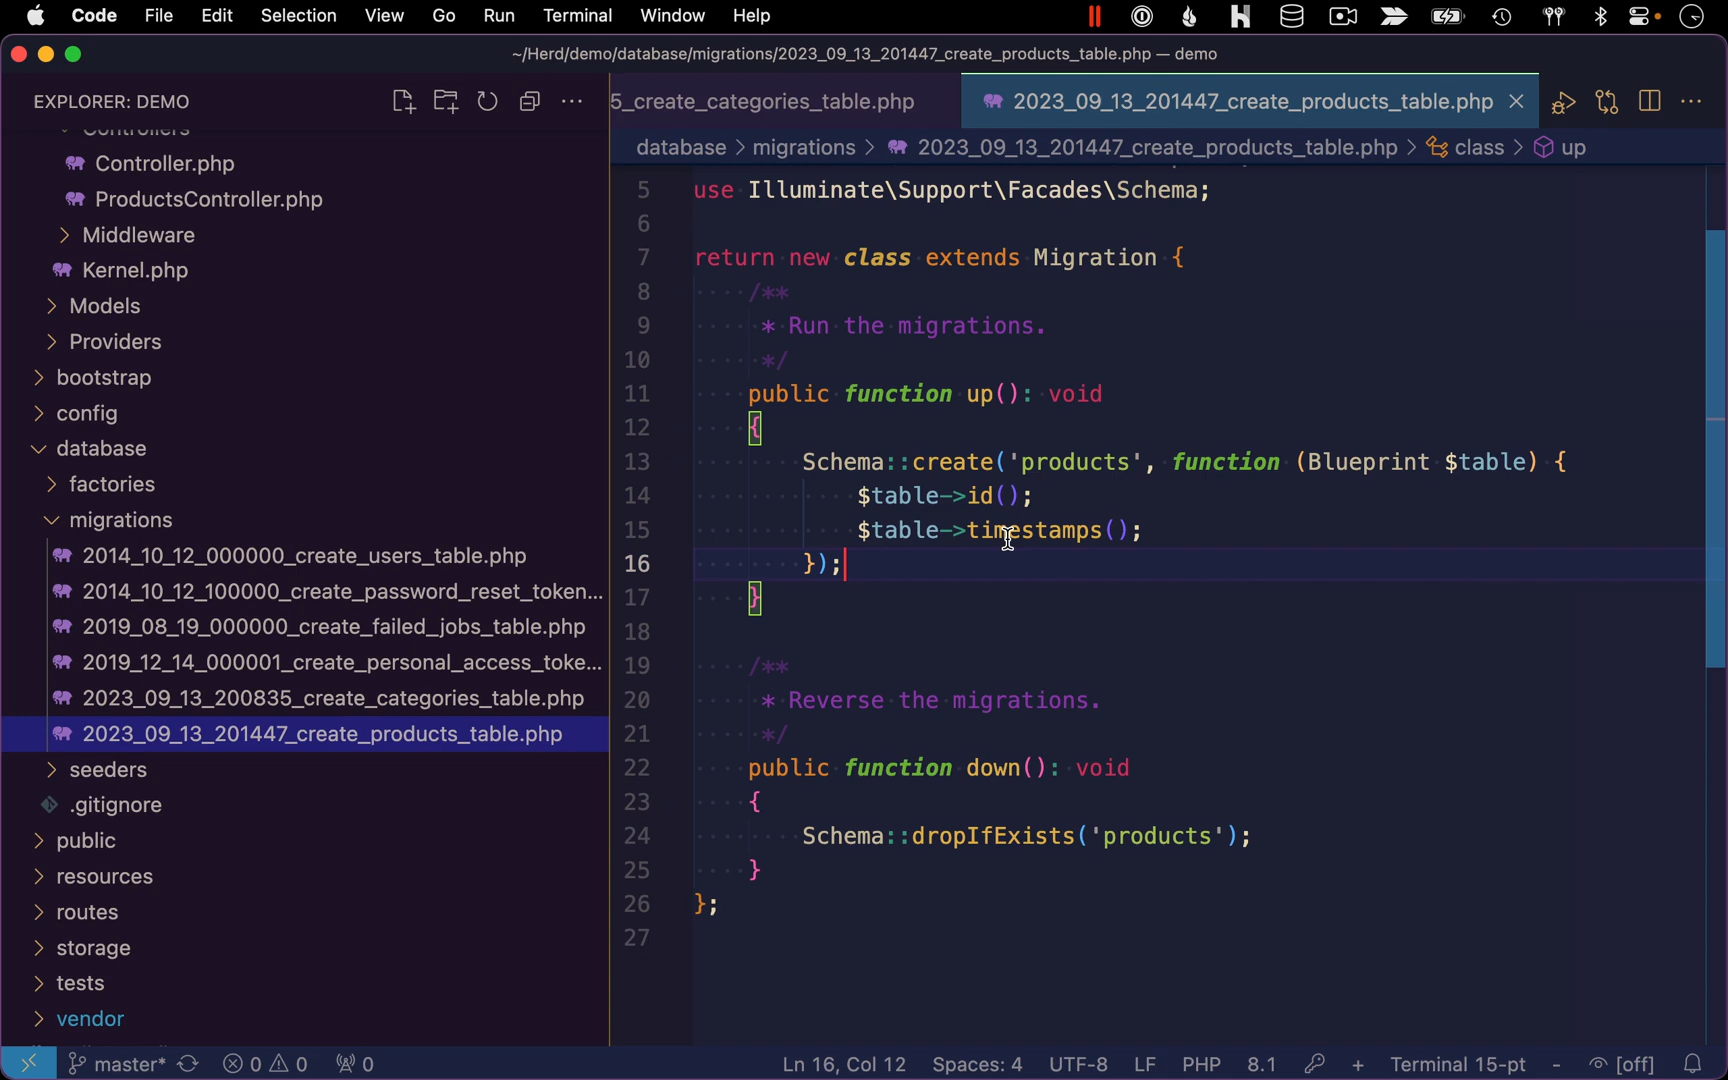 Code File Edit Selection View Go Run Terminal Window Help
~/Herd/demo/database/migrations/2023_09_13_201447_create_products_table.php — demo
EXPLORER: DEMO
Controllers
Controller.php
ProductsController.php
Middleware
Kernel.php
Models
Providers
bootstrap
config
database
factories
migrations
2014_10_12_000000_create_users_table.php
2014_10_12_100000_create_password_reset_token...
2019_08_19_000000_create_failed_jobs_table.php
2019_12_14_000001_create_personal_access_toke...
2023_09_13_200835_create_categories_table.php
2023_09_13_201447_create_products_table.php
seeders
.gitignore
public
resources
routes
storage
tests
vendor
5_create_categories_table.php 2023_09_13_201447_create_products_table.php
database > migrations > 2023_09_13_201447_create_products_table.php > class > up
5 use Illuminate\Support\Facades\Schema;
6
7 return new class extends Migration {
8 /**
9 * Run the migrations.
10 */
11 public function up(): void
12 {
13 Schema::create('products', function (Blueprint $table) {
14 $table->id();
15 $table->timestamps();
16 });
17 }
18
19 /**
20 * Reverse the migrations.
21 */
22 public function down(): void
23 {
24 Schema::dropIfExists('products');
25 }
26 };
27
master* 0 0 0 Ln 16, Col 12 Spaces: 4 UTF-8 LF PHP 8.1 + Terminal 15-pt - [off]